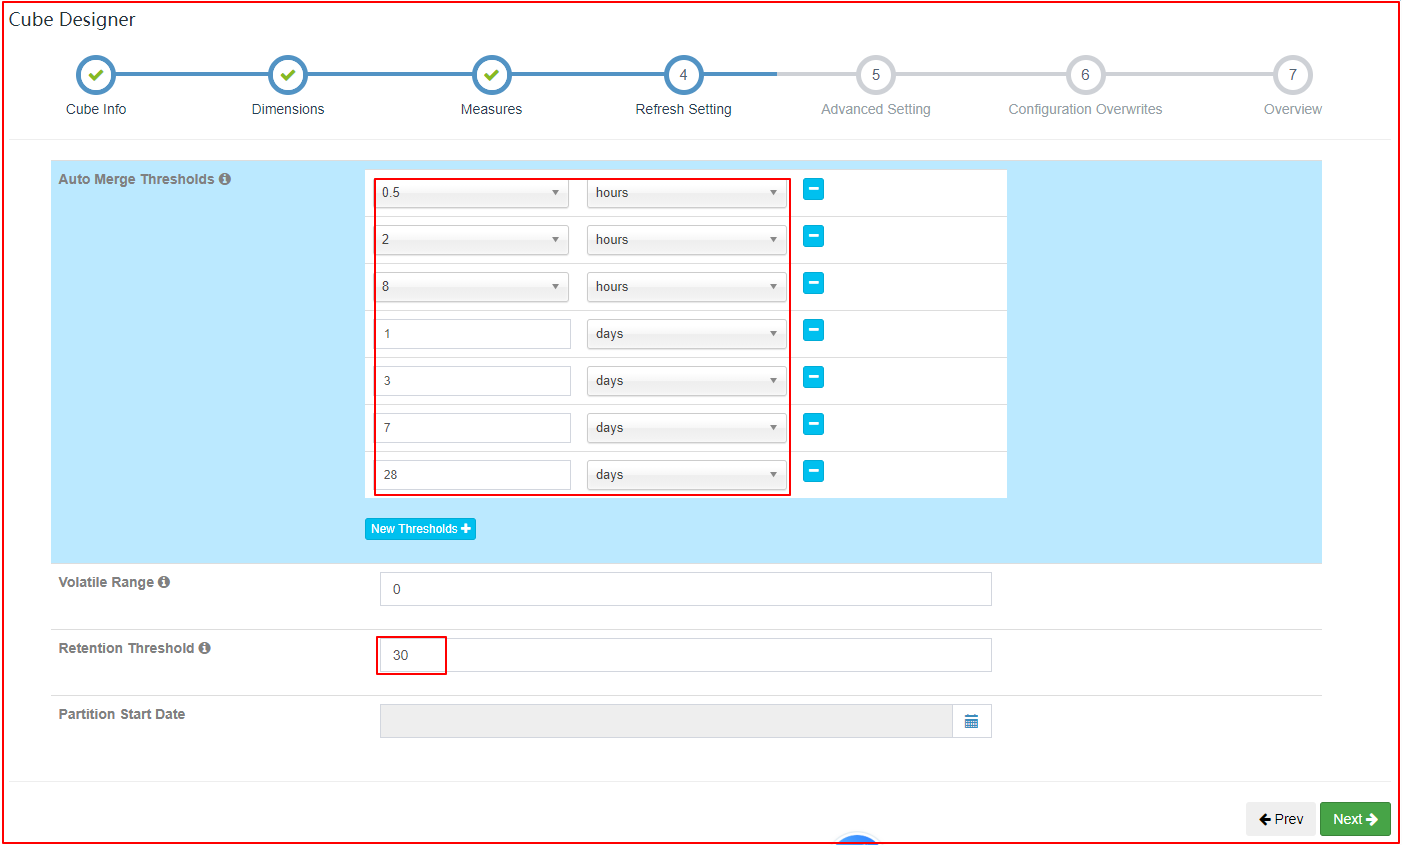 Cube Designer
4 5 6 7
Cube Info Dimensions Measures Refresh Setting Advanced Setting Configuration Overwrites Overview
Auto Merge Thresholds
0.5 hours
2 hours
8 hours
1 days
3 days
7 days
28 days
New Thresholds
Volatile Range 0
Retention Threshold 30
Partition Start Date
Prev Next